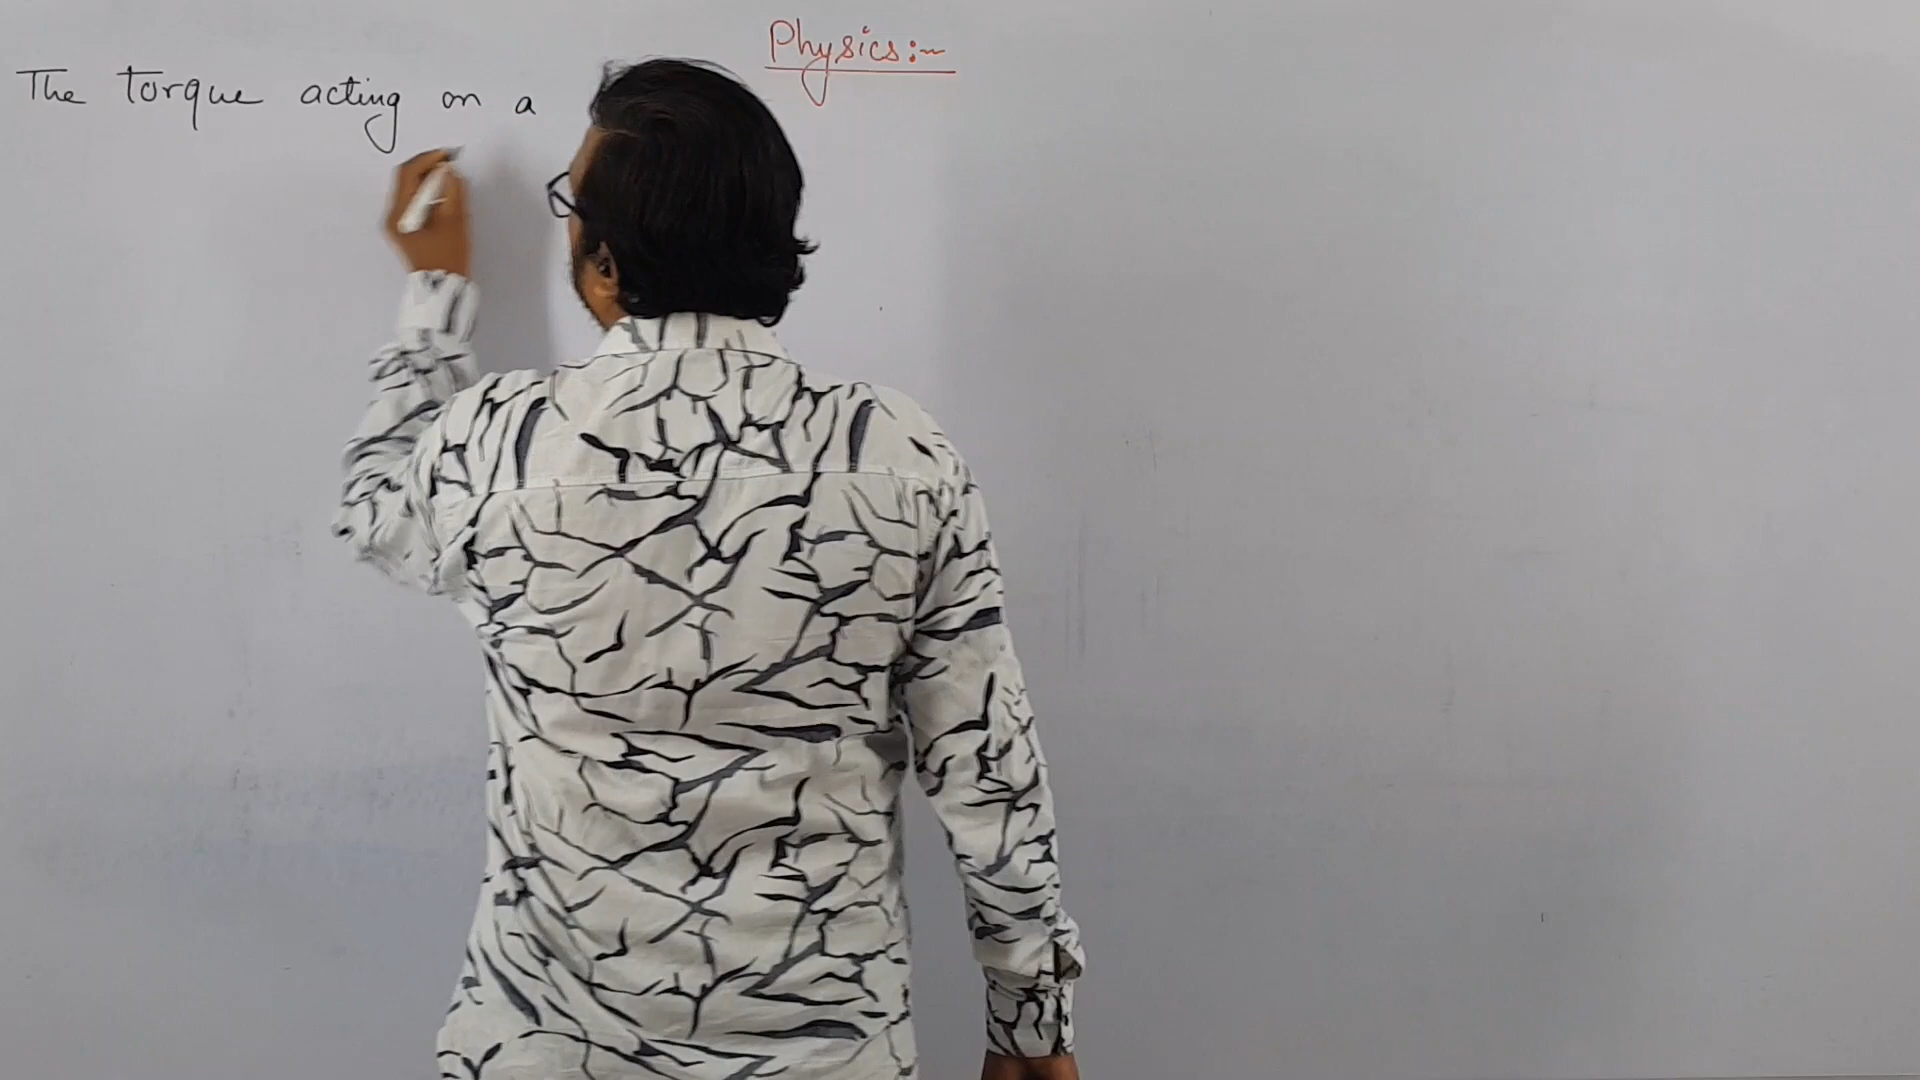 Physics:-
The torque acting on a